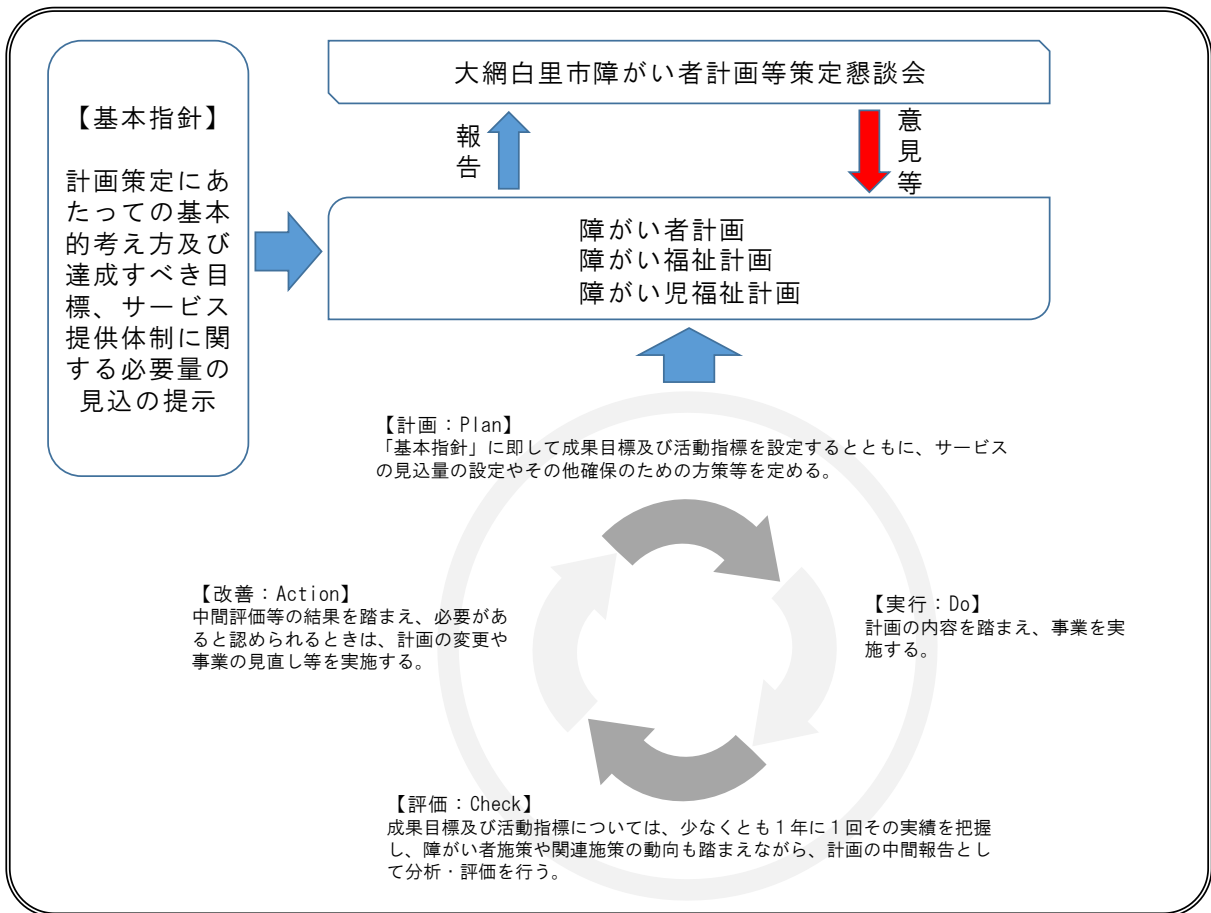 大網白里市障がい者計画等策定懇談会
【基本指針】
計画策定にあ
たっての基本
的考え方及び
達成すべき目
標、サービス
提供体制に関
する必要量の
見込の提示
報告
意見等
障がい者計画
障がい福祉計画
障がい児福祉計画
【計画：Plan】
「基本指針」に即して成果目標及び活動指標を設定するとともに、サービス
の見込量の設定やその他確保のための方策等を定める。
【改善：Action】
中間評価等の結果を踏まえ、必要があ
ると認められるときは、計画の変更や
事業の見直し等を実施する。
【実行：Do】
計画の内容を踏まえ、事業を実
施する。
【評価：Check】
成果目標及び活動指標については、少なくとも１年に１回その実績を把握
し、障がい者施策や関連施策の動向も踏まえながら、計画の中間報告とし
て分析・評価を行う。